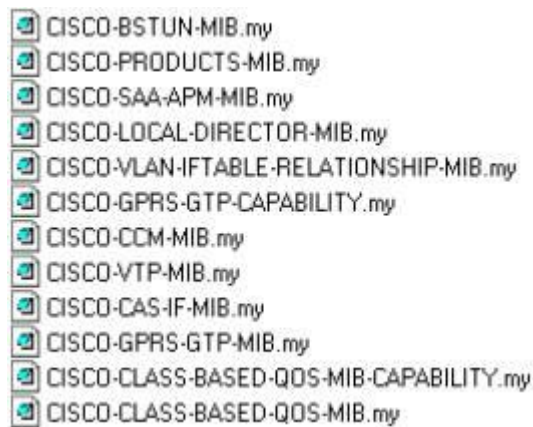 CISCO-BSTUN-MIB.my
CISCO-PRODUCTS-MIB.my
CISCO-SAA-APM-MIB.my
CISCO-LOCAL-DIRECTOR-MIB.my
CISCO-VLAN-IFTABLE-RELATIONSHIP-MIB.my
CISCO-GPRS-GTP-CAPABILITY.my
CISCO-CCM-MIB.my
CISCO-VTP-MIB.my
CISCO-CAS-IF-MIB.my
CISCO-GPRS-GTP-MIB.my
CISCO-CLASS-BASED-QOS-MIB-CAPABILITY.my
CISCO-CLASS-BASED-QOS-MIB.my